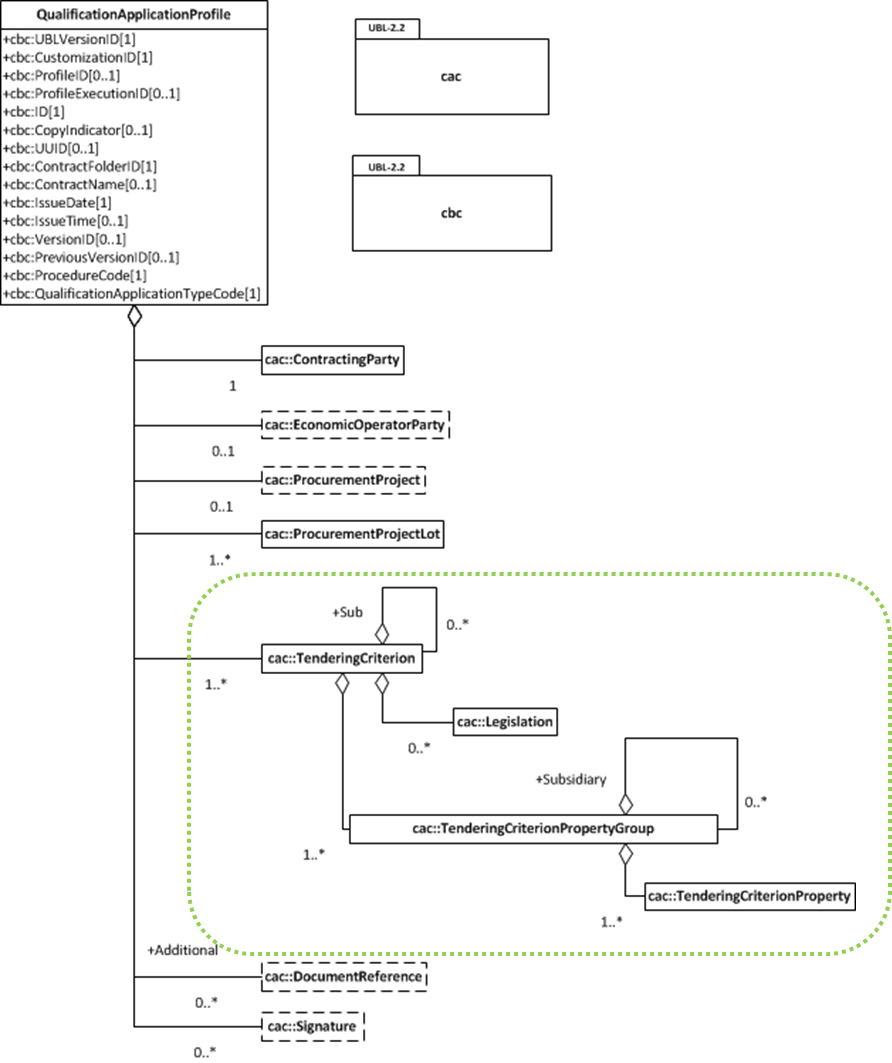 QualificationApplicationProfile
+cbc:UBLVersionID[1]
+cbc:CustomizationID[1]
+cbc:ProfileID[0..1]
+cbc:ProfileExecutionID[0..1]
+cbc:ID[1]
+cbc:CopyIndicator[0..1]
+cbc:UUID[0..1]
+cbc:ContractFolderID[1]
+cbc:ContractName[0..1]
+cbc:IssueDate[1]
+cbc:IssueTime[0..1]
+cbc:VersionID[0..1]
+cbc:PreviousVersionID[0..1]
+cbc:ProcedureCode[1]
+cbc:QualificationApplicationTypeCode[1]
UBL-2.2
cac
UBL-2.2
cbc
cac::ContractingParty
1
cac::EconomicOperatorParty
0..1
cac::ProcurementProject
0..1
cac::ProcurementProjectLot
1..*
+Sub
0..*
cac::TenderingCriterion
1..*
cac::Legislation
0..*
+Subsidiary
0..*
cac::TenderingCriterionPropertyGroup
1..*
cac::TenderingCriterionProperty
1..*
+Additional
cac::DocumentReference
0..*
cac::Signature
0..*